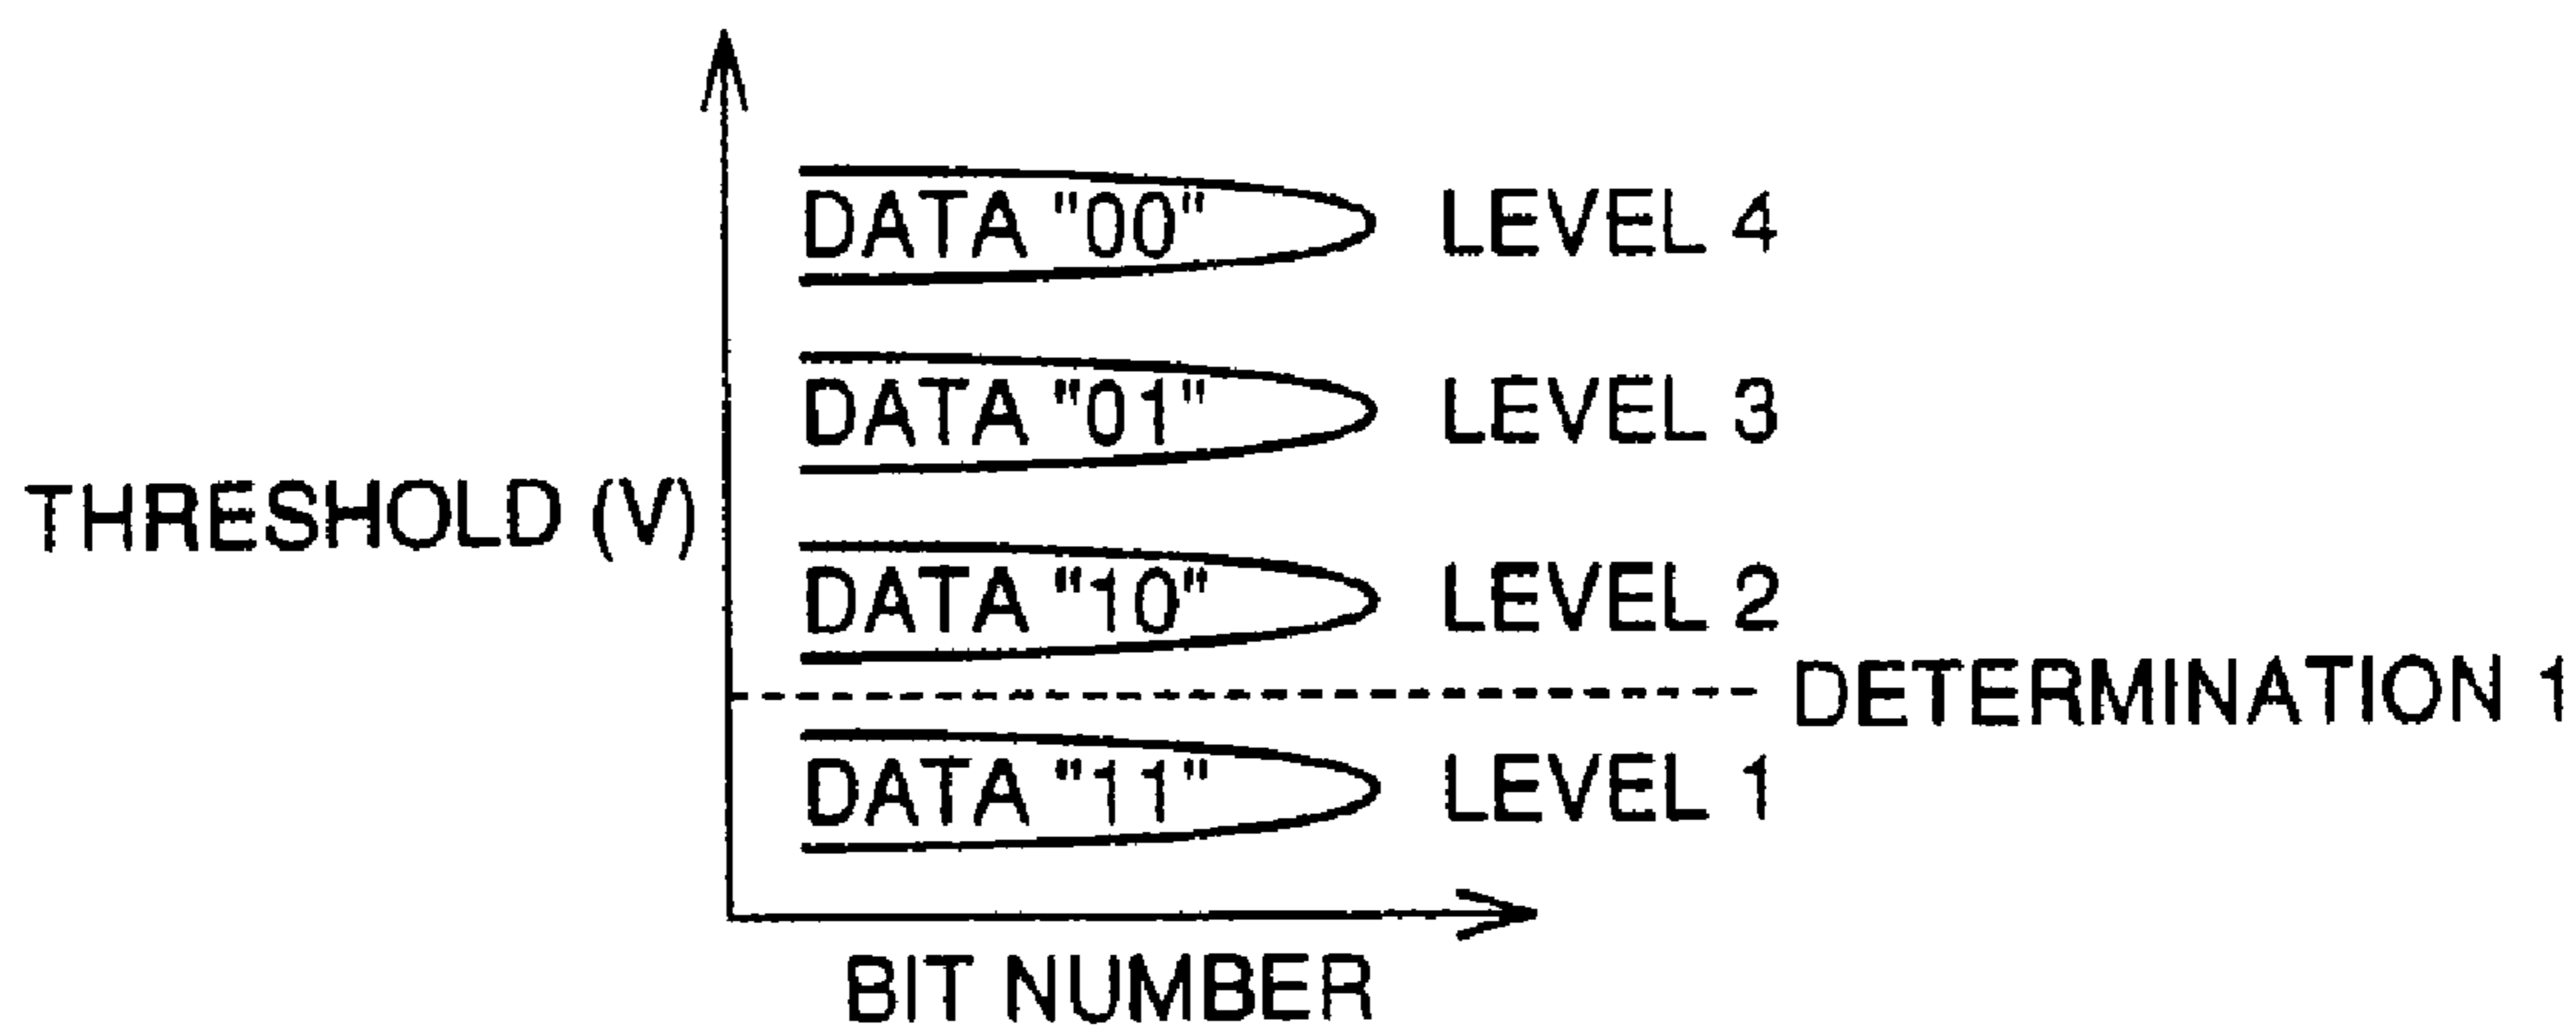 DATA "00" LEVEL 4
DATA "01" LEVEL 3
THRESHOLD (V)
DATA "10" LEVEL 2
DETERMINATION 1
DATA "11" LEVEL 1
BIT NUMBER